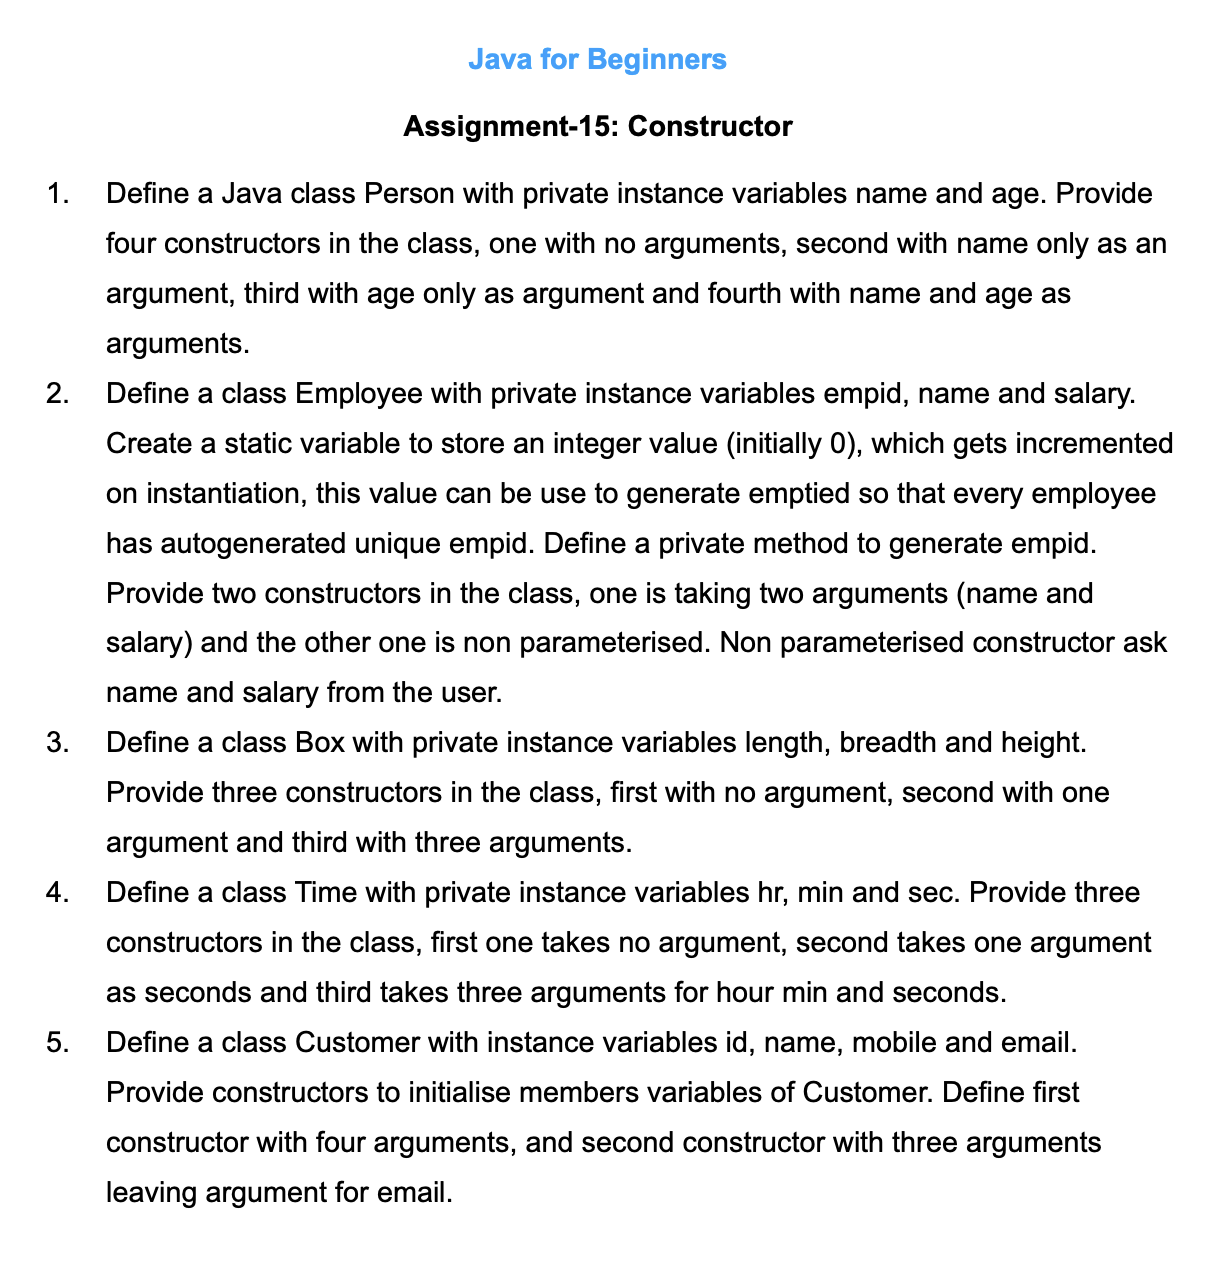 Java for Beginners
Assignment-15: Constructor
1. Define a Java class Person with private instance variables name and age. Provide
four constructors in the class, one with no arguments, second with name only as an
argument, third with age only as argument and fourth with name and age as
arguments.
2. Define a class Employee with private instance variables empid, name and salary.
Create a static variable to store an integer value (initially 0), which gets incremented
on instantiation, this value can be use to generate emptied so that every employee
has autogenerated unique empid. Define a private method to generate empid.
Provide two constructors in the class, one is taking two arguments (name and
salary) and the other one is non parameterised. Non parameterised constructor ask
name and salary from the user.
3. Define a class Box with private instance variables length, breadth and height.
Provide three constructors in the class, first with no argument, second with one
argument and third with three arguments.
4. Define a class Time with private instance variables hr, min and sec. Provide three
constructors in the class, first one takes no argument, second takes one argument
as seconds and third takes three arguments for hour min and seconds.
5. Define a class Customer with instance variables id, name, mobile and email.
Provide constructors to initialise members variables of Customer. Define first
constructor with four arguments, and second constructor with three arguments
leaving argument for email.